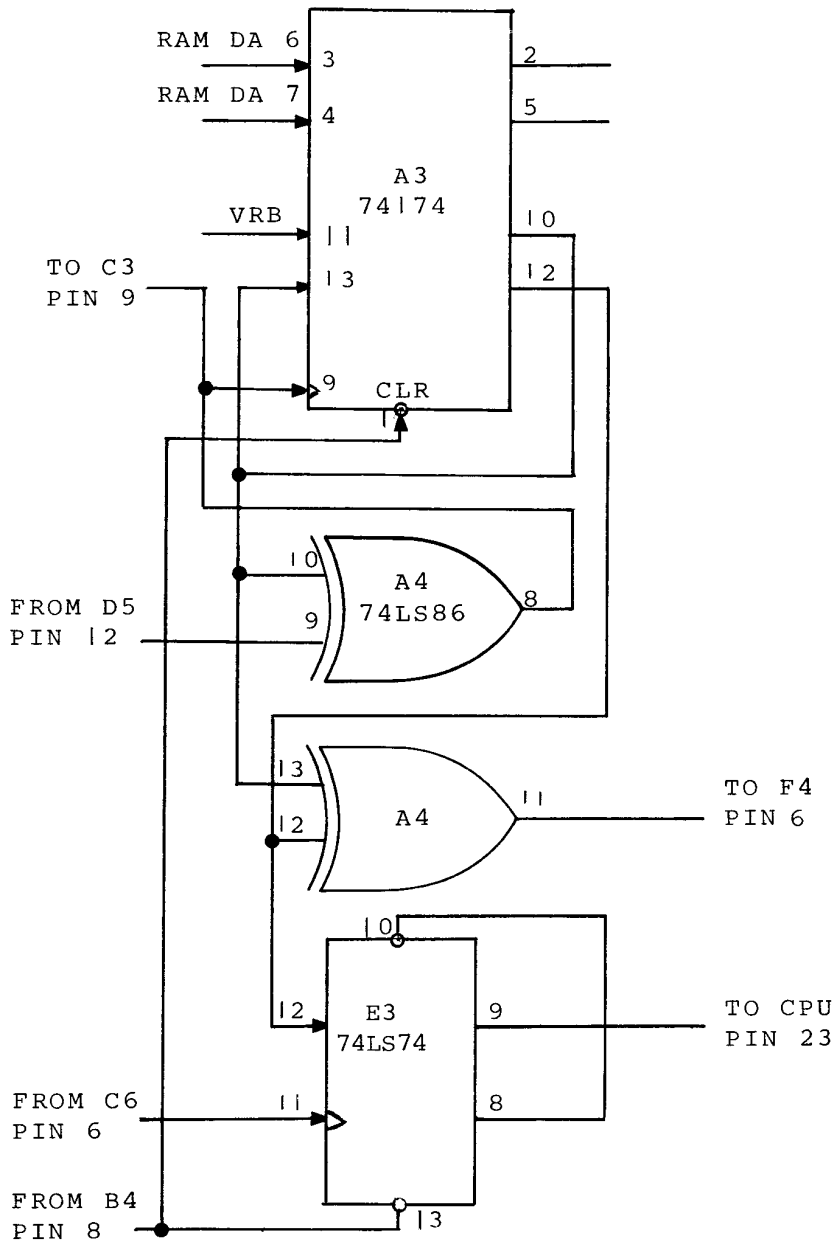 RAM DA 6
3
2
RAM DA 7
4
5
A3
74174
VRB
11
10
TO C3
PIN 9
13
12
9
CLR
1
10
A4
74LS86
8
FROM D5
PIN 12
9
13
11
TO F4
PIN 6
12
A4
10
12
E3
74LS74
9
TO CPU
PIN 23
FROM C6
PIN 6
11
8
FROM B4
PIN 8
13